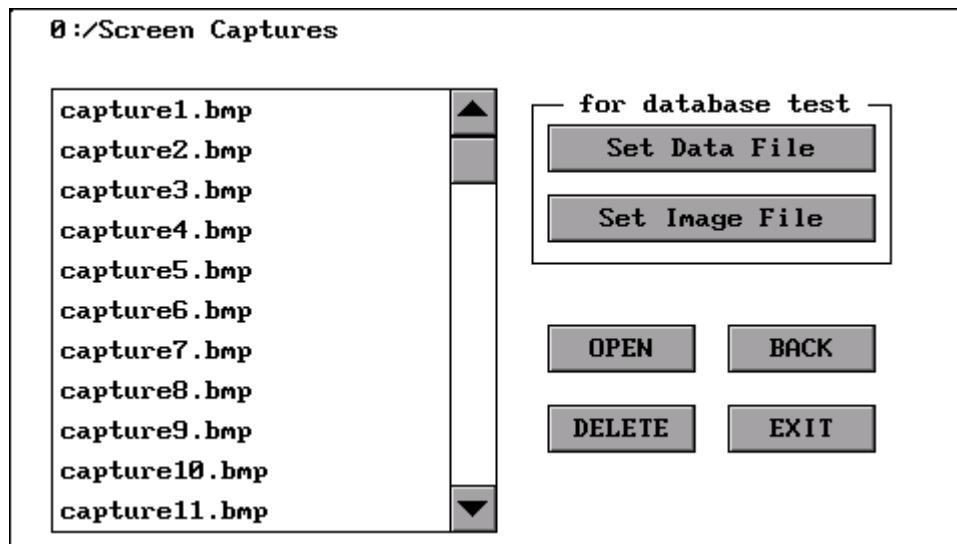 0:/Screen Captures
capture1.bmp
capture2.bmp
capture3.bmp
capture4.bmp
capture5.bmp
capture6.bmp
capture7.bmp
capture8.bmp
capture9.bmp
capture10.bmp
capture11.bmp
for database test
Set Data File
Set Image File
OPEN
BACK
DELETE
EXIT